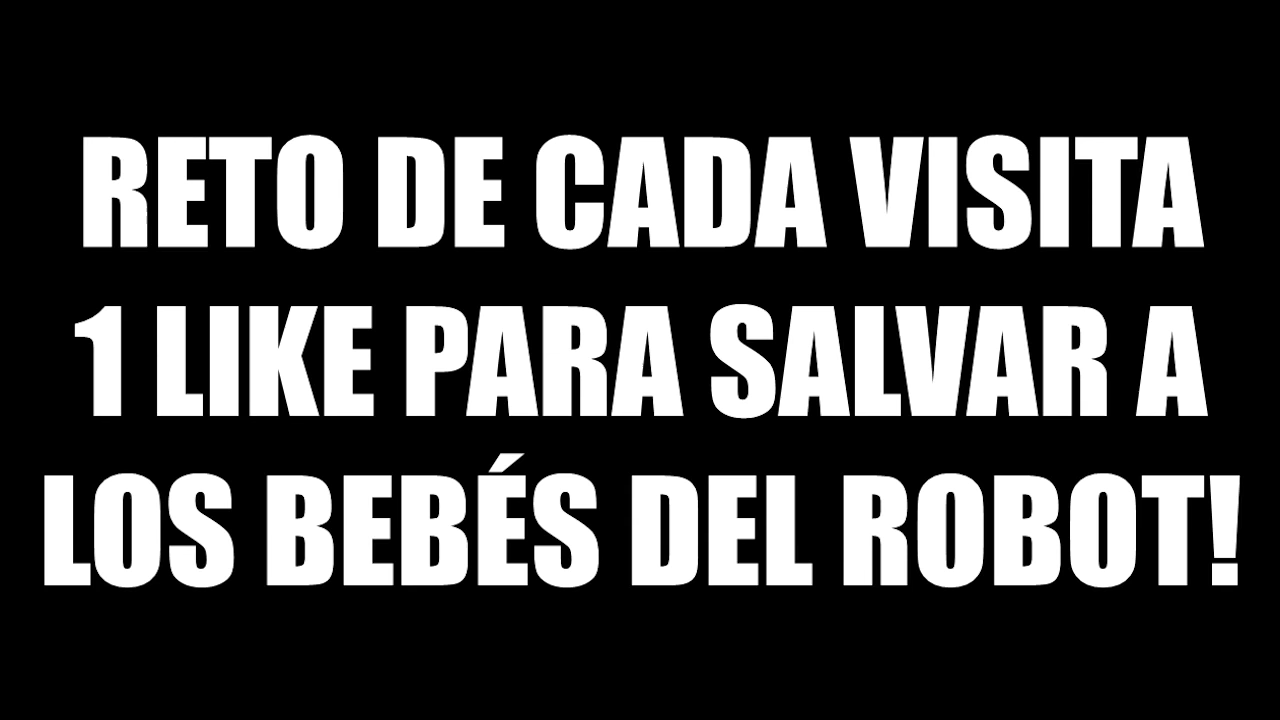 RETO DE CADA VISITA
1 LIKE PARA SALVAR A
LOS BEBÉS DEL ROBOT!